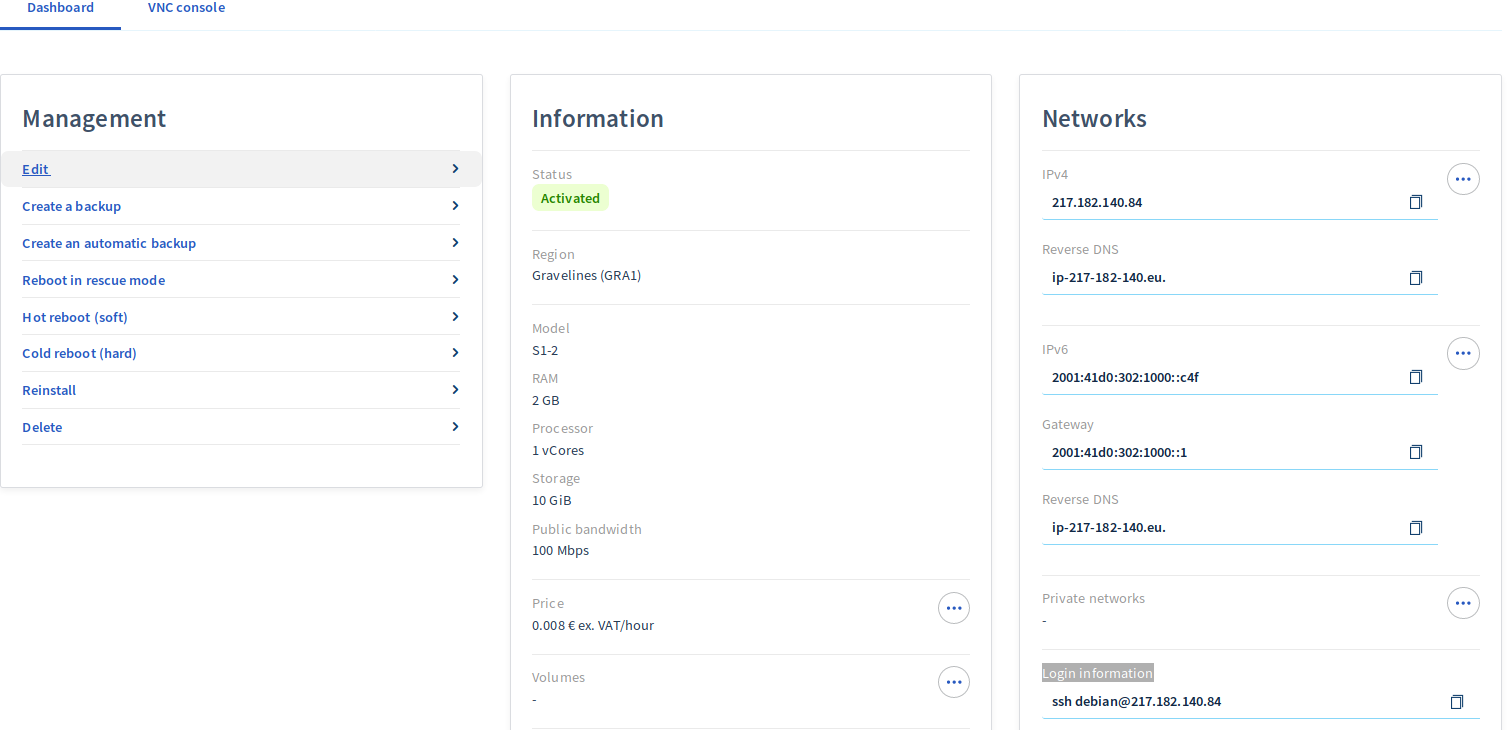 Dashboard
VNC console
Management
Edit
Create a backup
Create an automatic backup
Reboot in rescue mode
Hot reboot (soft)
Cold reboot (hard)
Reinstall
Delete
Information
Status
Activated
Region
Gravelines (GRA1)
Model
S1-2
RAM
2 GB
Processor
1 vCores
Storage
10 GiB
Public bandwidth
100 Mbps
Price
0.008 € ex. VAT/hour
Volumes
-
Networks
IPv4
217.182.140.84
Reverse DNS
ip-217-182-140.eu.
IPv6
2001:41d0:302:1000::c4f
Gateway
2001:41d0:302:1000::1
Reverse DNS
ip-217-182-140.eu.
Private networks
-
Login information
ssh debian@217.182.140.84